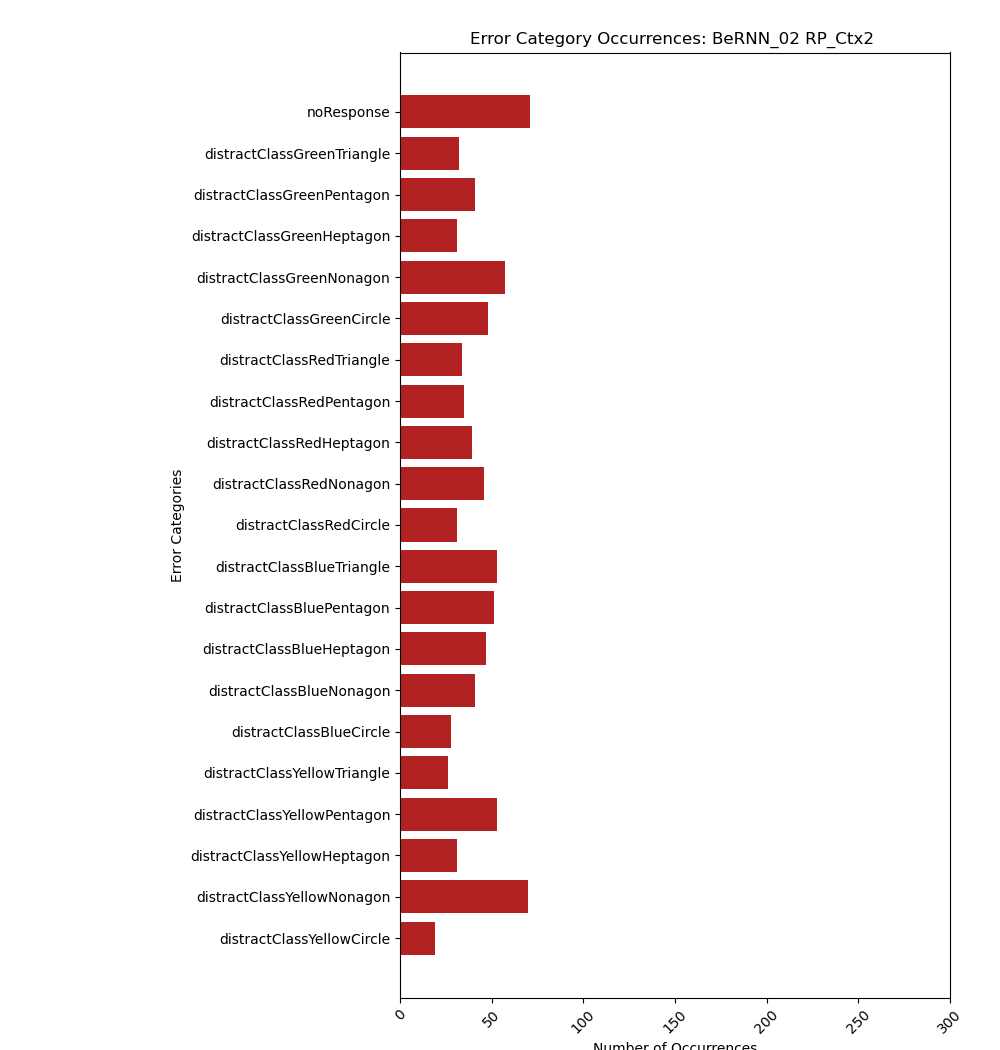 Error Category Occurrences: BeRNN_02 RP_Ctx2
noResponse
distractClassGreenTriangle
distractClassGreenPentagon
distractClassGreenHeptagon
distractClassGreenNonagon
distractClassGreenCircle
distractClassRedTriangle
distractClassRedPentagon
distractClassRedHeptagon
distractClassRedNonagon
distractClassRedCircle
distractClassBlueTriangle
distractClassBluePentagon
distractClassBlueHeptagon
distractClassBlueNonagon
distractClassBlueCircle
distractClassYellowTriangle
distractClassYellowPentagon
distractClassYellowHeptagon
distractClassYellowNonagon
distractClassYellowCircle
Error Categories
0 50 100 150 200 250 300
Number of Occurrences